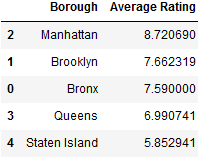 Borough Average Rating
2 Manhattan 8.720690
1 Brooklyn 7.662319
0 Bronx 7.590000
3 Queens 6.990741
4 Staten Island 5.852941